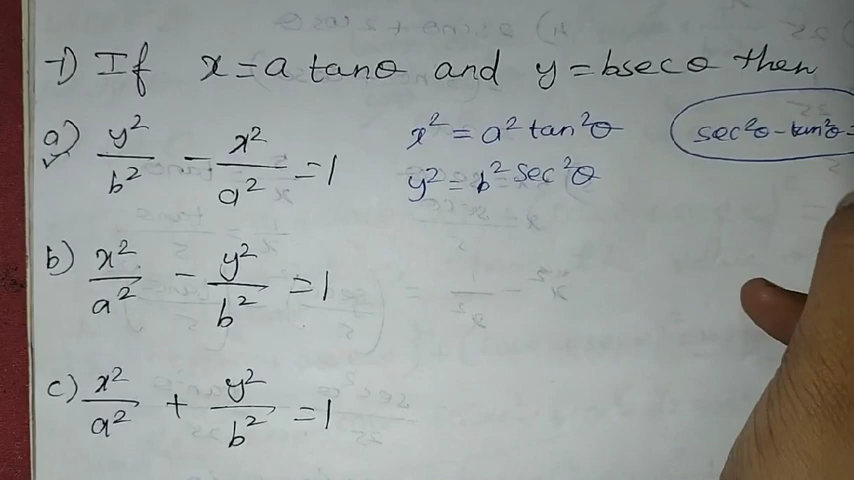 1) If x = a tanθ and y = bsecθ then
a) y²/b² - x²/a² = 1
x² = a² tan²θ
y² = b² sec²θ
sec²θ - tan²θ =
b) x²/a² - y²/b² = 1
c) x²/a² + y²/b² = 1